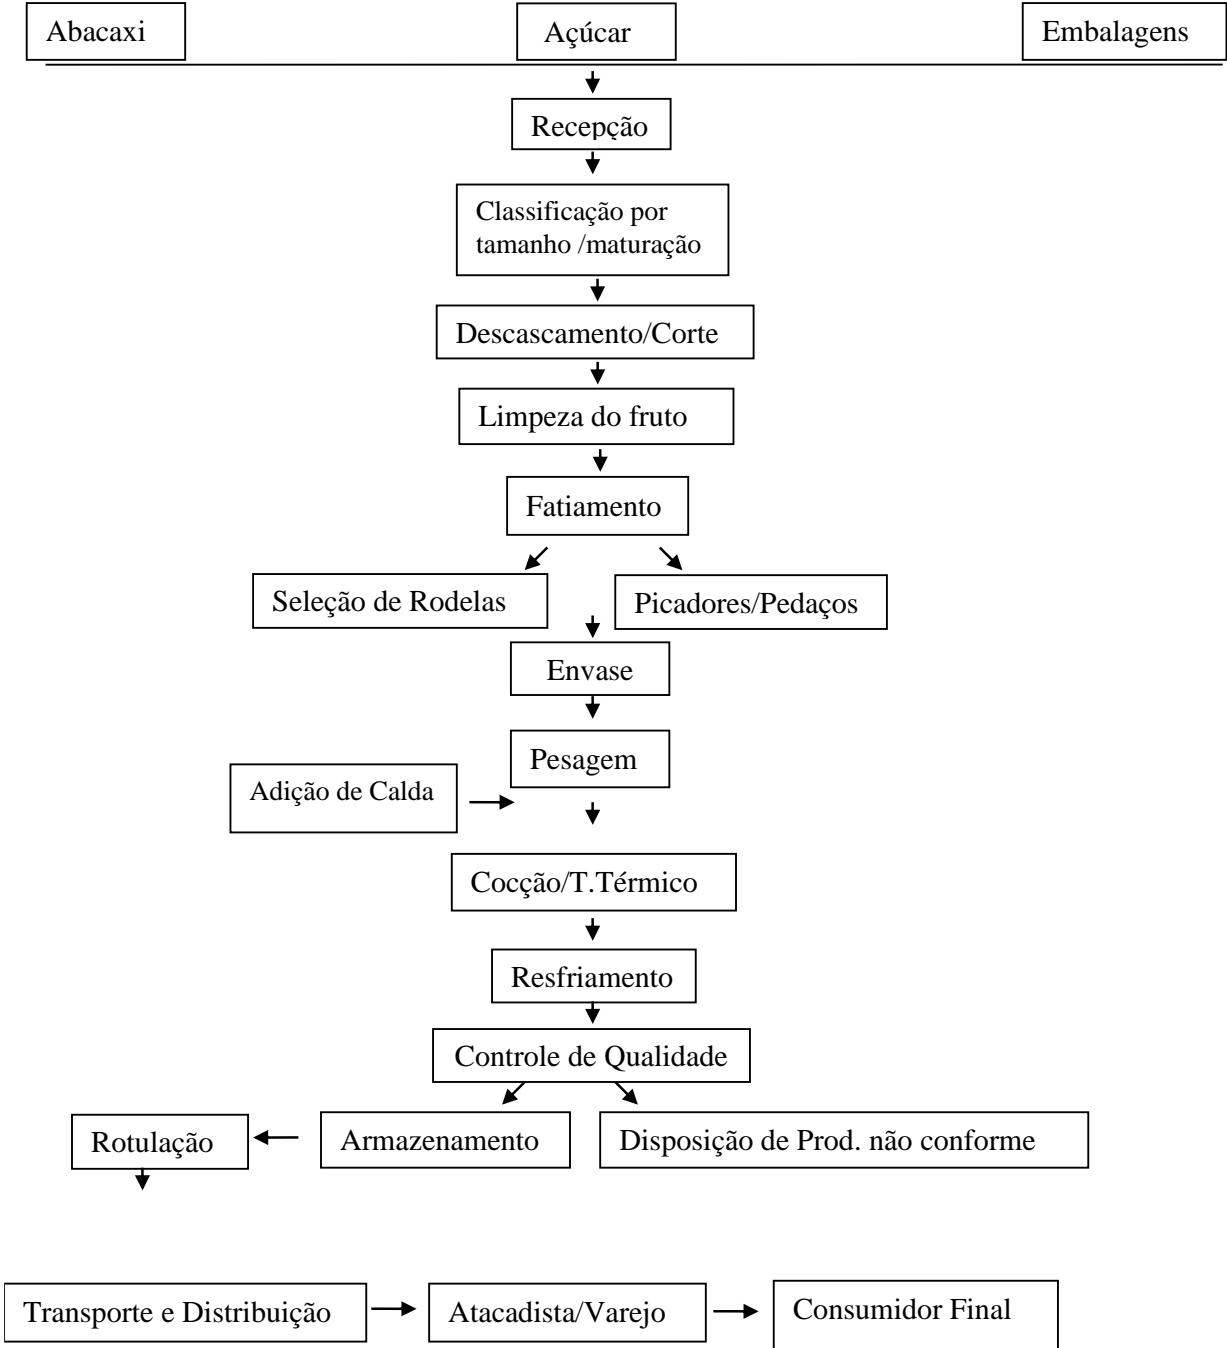 Abacaxi
Açúcar
Embalagens
Recepção
Classificação por
tamanho /maturação
Descascamento/Corte
Limpeza do fruto
Fatiamento
Seleção de Rodelas
Picadores/Pedaços
Envase
Pesagem
Adição de Calda
Cocção/T.Térmico
Resfriamento
Controle de Qualidade
Rotulação
Armazenamento
Disposição de Prod. não conforme
Transporte e Distribuição
Atacadista/Varejo
Consumidor Final